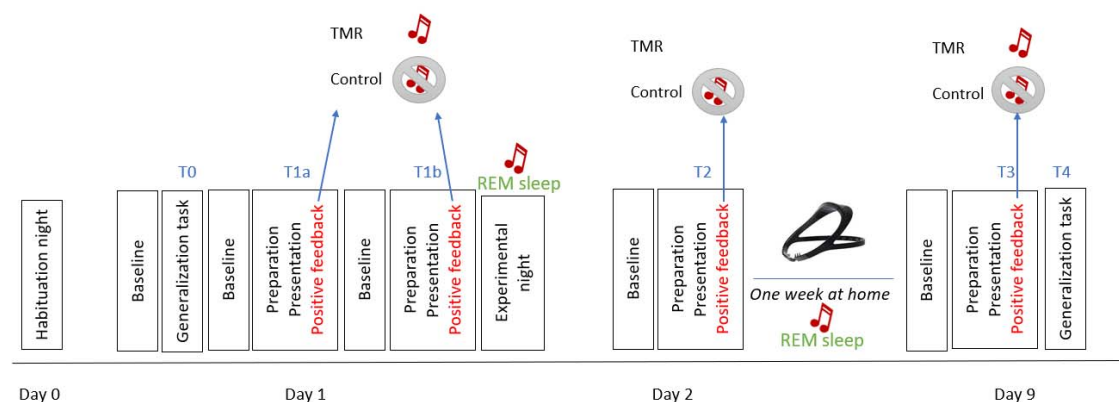 TMR
Control
TMR
Control
TMR
Control
T0
T1a
T1b
REM sleep
T2
T3
T4
Habituation night
Baseline
Generalization task
Baseline
Preparation
Presentation
Positive feedback
Baseline
Preparation
Presentation
Positive feedback
Experimental
night
Baseline
Preparation
Presentation
Positive feedback
One week at home
REM sleep
Baseline
Preparation
Presentation
Positive feedback
Generalization task
Day 0
Day 1
Day 2
Day 9